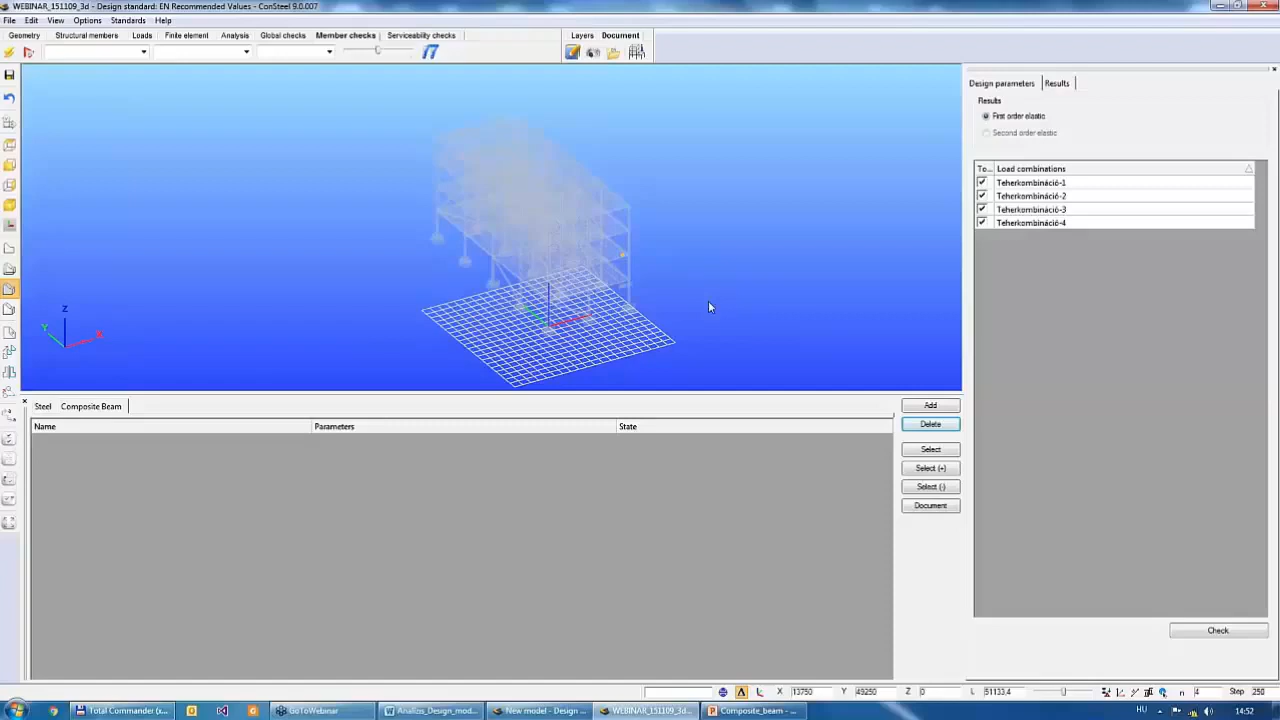 WEBINAR_151109_3d - Design standard: EN Recommended Values - ConSteel 9.0.007
File Edit View Options Standards Help
Geometry Structural members Loads Finite element Analysis Global checks Member checks Serviceability checks
Layers Document
Design parameters Results
Results
First order elastic
Second order elastic
To... Load combinations
Teherkombináció-1
Teherkombináció-2
Teherkombináció-3
Teherkombináció-4
Z
Y
X
Steel Composite Beam
Name Parameters State
Add
Delete
Select
Select (+)
Select (-)
Document
Check
X 13750 Y 49250 Z 0 L 51133,4 n 4 Step 250
Total Commander (x... GoToWebinar Analizis_Design_mod... New model - Design ... WEBINAR_151109_3d... Composite_beam - ... HU 14:52